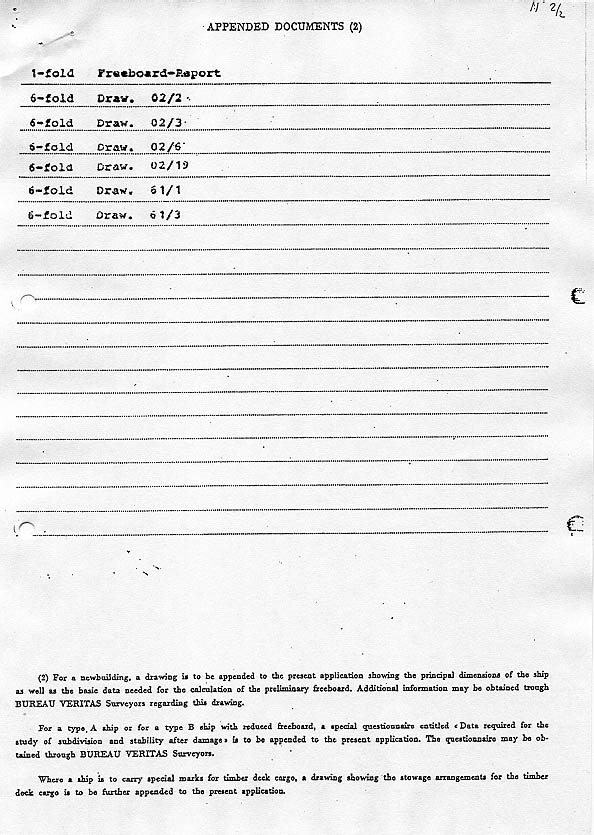 N 2/2
APPENDED DOCUMENTS (2)
1-fold Freeboard-Report
6-fold Draw. 02/2
6-fold Draw. 02/3
6-fold Draw. 02/6
6-fold Draw. 02/19
6-fold Draw. 61/1
6-fold Draw. 61/3
(2) For a newbuilding, a drawing is to be appended to the present application showing the principal dimensions of the ship
as well as the basic data needed for the calculation of the preliminary freeboard. Additional information may be obtained trough
BUREAU VERITAS Surveyors regarding this drawing.
For a type A ship or for a type B ship with reduced freeboard, a special questionnaire entitled « Data required for the
study of subdivision and stability after damage » is to be appended to the present application. The questionnaire may be ob-
tained through BUREAU VERITAS Surveyors.
Where a ship is to carry special marks for timber deck cargo, a drawing showing the stowage arrangements for the timber
deck cargo is to be further appended to the present application.